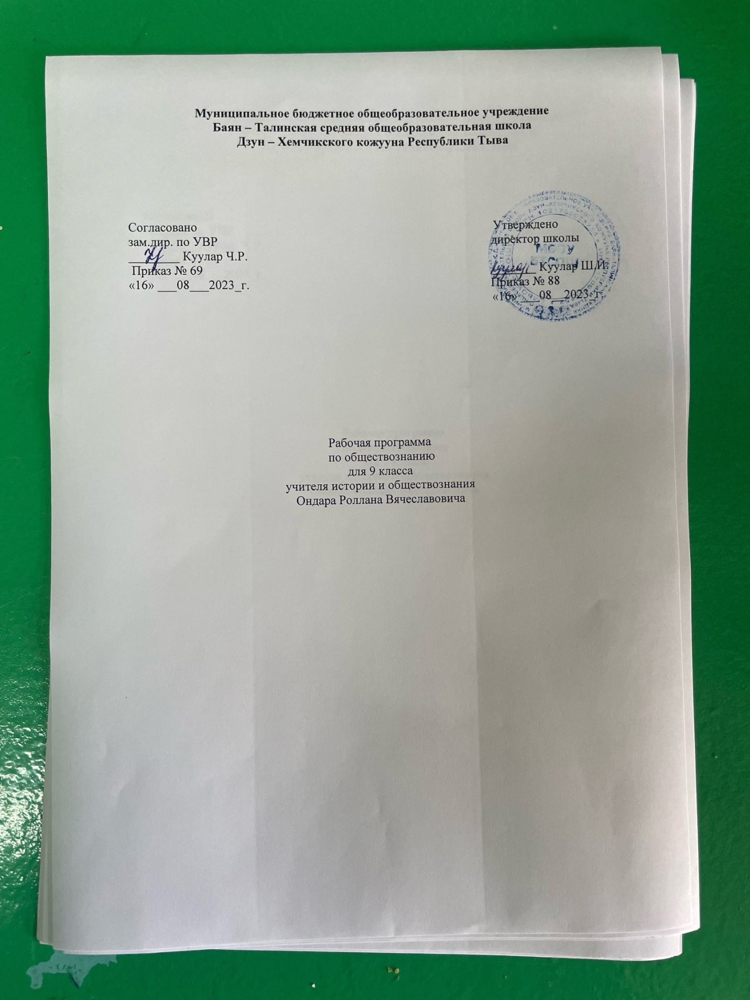 Муниципальное бюджетное общеобразовательное учреждение
Баян – Талинская средняя общеобразовательная школа
Дзун – Хемчикского кожууна Республики Тыва
Согласовано
зам.дир. по УВР
________ Куулар Ч.Р.
Приказ № 69
«16» ___08___2023_г.
Утверждено
директор школы
_______ Куулар Ш.И.
Приказ № 88
«16» ___08__2023_г.
МБОУ
Рабочая программа
по обществознанию
для 9 класса
учителя истории и обществознания
Ондара Роллана Вячеславовича